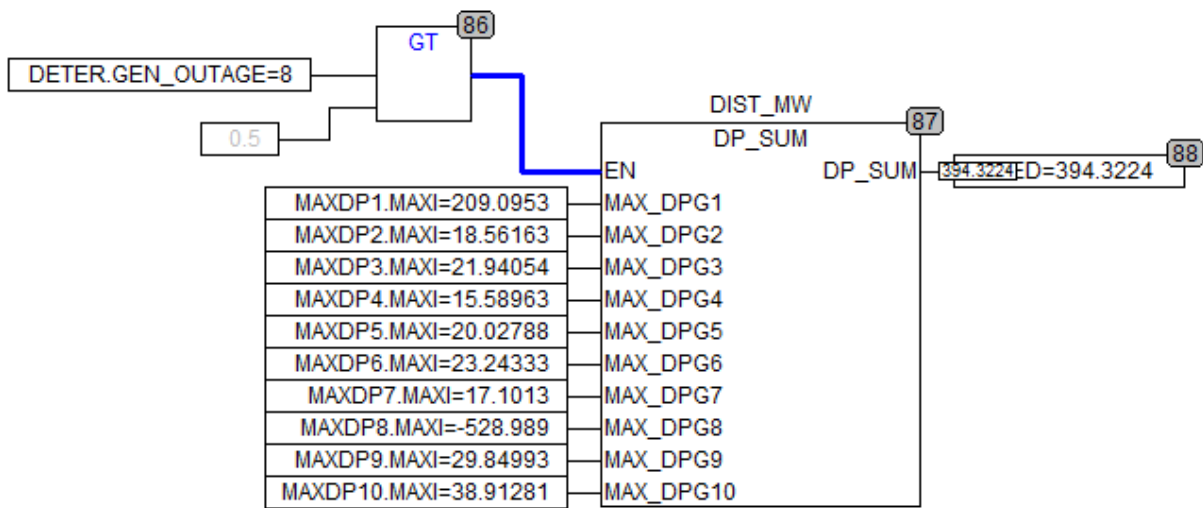 86
GT
DETER.GEN_OUTAGE=8
0.5
DIST_MW
87
DP_SUM
88
EN
DP_SUM
394.3224
ED=394.3224
MAXDP1.MAXI=209.0953
MAX_DPG1
MAXDP2.MAXI=18.56163
MAX_DPG2
MAXDP3.MAXI=21.94054
MAX_DPG3
MAXDP4.MAXI=15.58963
MAX_DPG4
MAXDP5.MAXI=20.02788
MAX_DPG5
MAXDP6.MAXI=23.24333
MAX_DPG6
MAXDP7.MAXI=17.1013
MAX_DPG7
MAXDP8.MAXI=-528.989
MAX_DPG8
MAXDP9.MAXI=29.84993
MAX_DPG9
MAXDP10.MAXI=38.91281
MAX_DPG10